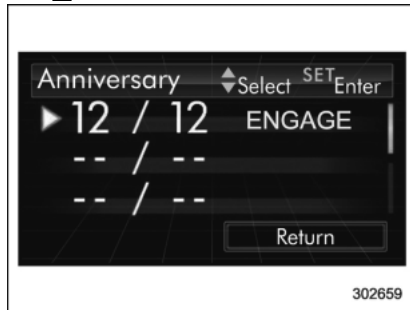 Anniversary Select SET Enter
12 / 12 ENGAGE
-- / --
-- / --
Return
302659